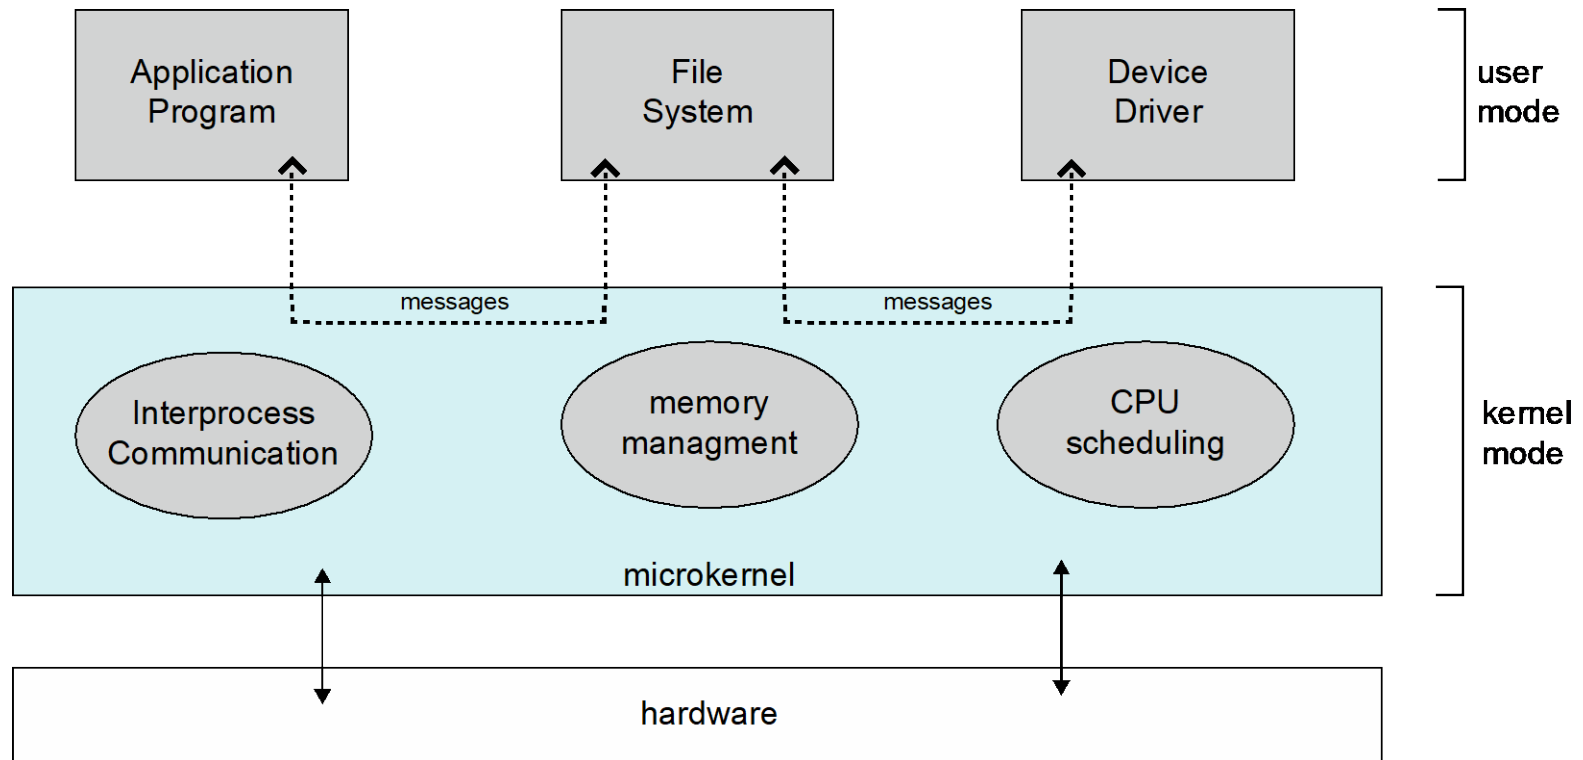 Application
Program
File
System
Device
Driver
user
mode
messages
messages
Interprocess
Communication
memory
managment
CPU
scheduling
kernel
mode
microkernel
hardware